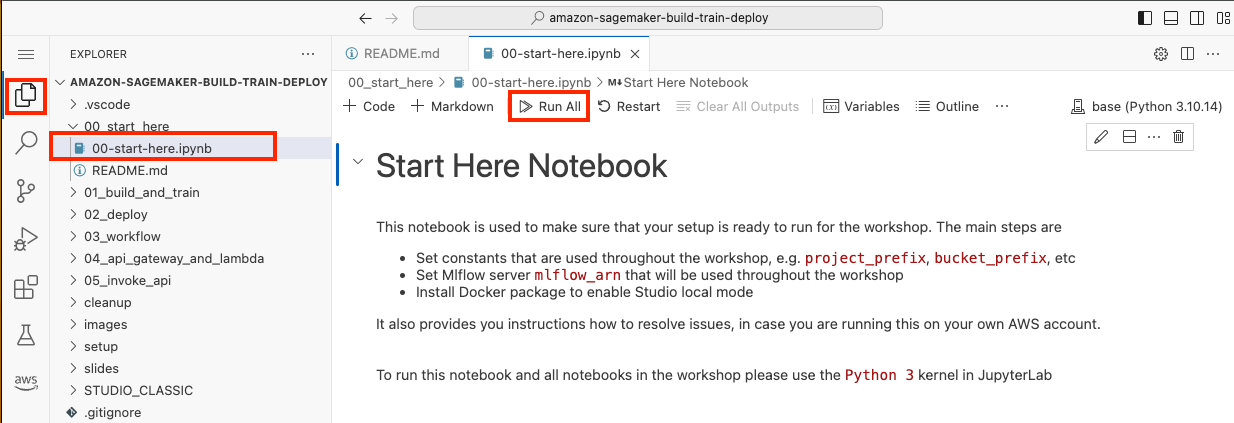 amazon-sagemaker-build-train-deploy
EXPLORER
AMAZON-SAGEMAKER-BUILD-TRAIN-DEPLOY
.vscode
00_start_here
00-start-here.ipynb
README.md
01_build_and_train
02_deploy
03_workflow
04_api_gateway_and_lambda
05_invoke_api
cleanup
images
setup
slides
STUDIO_CLASSIC
.gitignore
aws
README.md
00-start-here.ipynb
00_start_here > 00-start-here.ipynb > M↓Start Here Notebook
+ Code + Markdown Run All Restart Clear All Outputs Variables Outline ··· base (Python 3.10.14)
Start Here Notebook
This notebook is used to make sure that your setup is ready to run for the workshop. The main steps are
• Set constants that are used throughout the workshop, e.g. project_prefix, bucket_prefix, etc
• Set Mlflow server mlflow_arn that will be used throughout the workshop
• Install Docker package to enable Studio local mode
It also provides you instructions how to resolve issues, in case you are running this on your own AWS account.
To run this notebook and all notebooks in the workshop please use the Python 3 kernel in JupyterLab